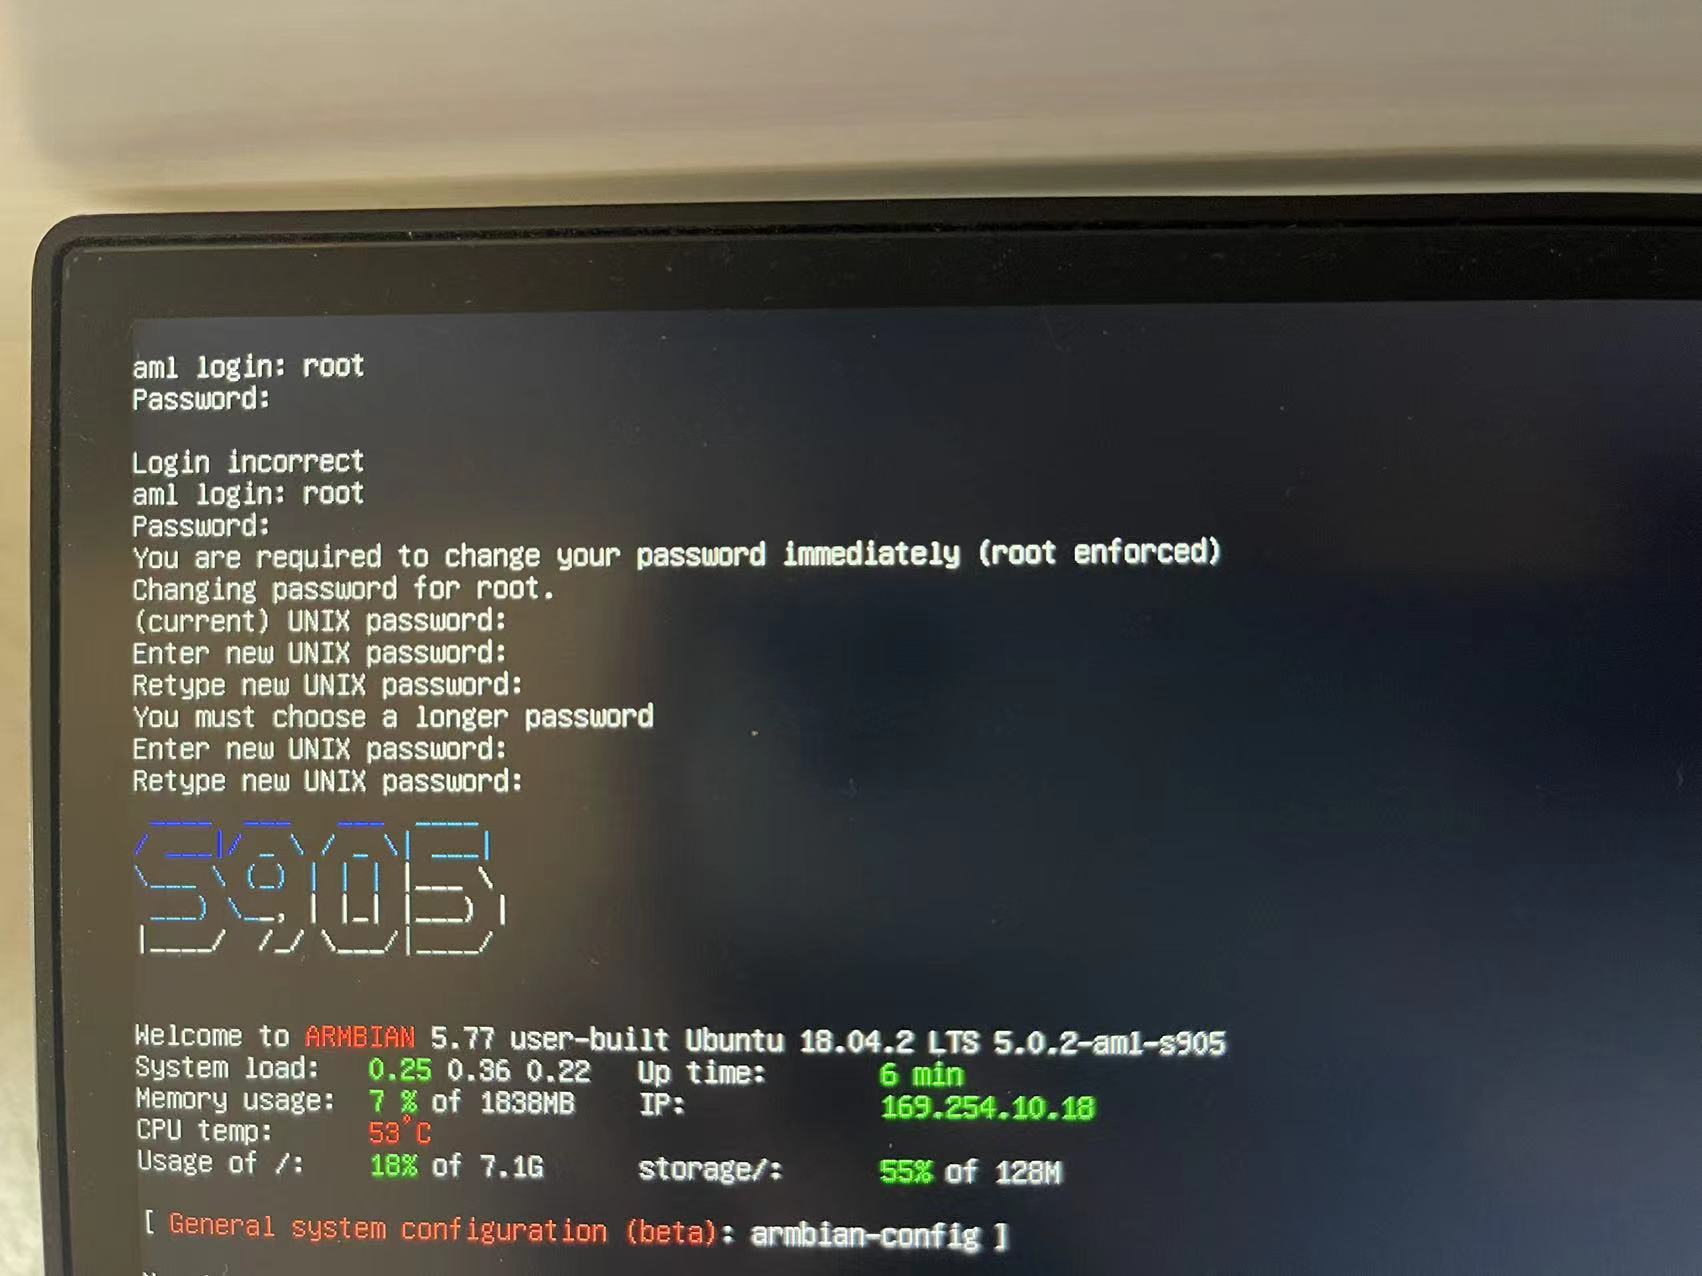 aml login: root
Password:
Login incorrect
aml login: root
Password:
You are required to change your password immediately (root enforced)
Changing password for root.
(current) UNIX password:
Enter new UNIX password:
Retype new UNIX password:
You must choose a longer password
Enter new UNIX password:
Retype new UNIX password:
S905
Welcome to ARMBIAN 5.77 user-built Ubuntu 18.04.2 LTS 5.0.2-aml-s905
System load: 0.25 0.36 0.22 Up time: 6 min
Memory usage: 7 % of 1838MB IP: 169.254.10.18
CPU temp: 53°C
Usage of /: 18% of 7.1G storage/: 55% of 128M
[ General system configuration (beta): armbian-config ]